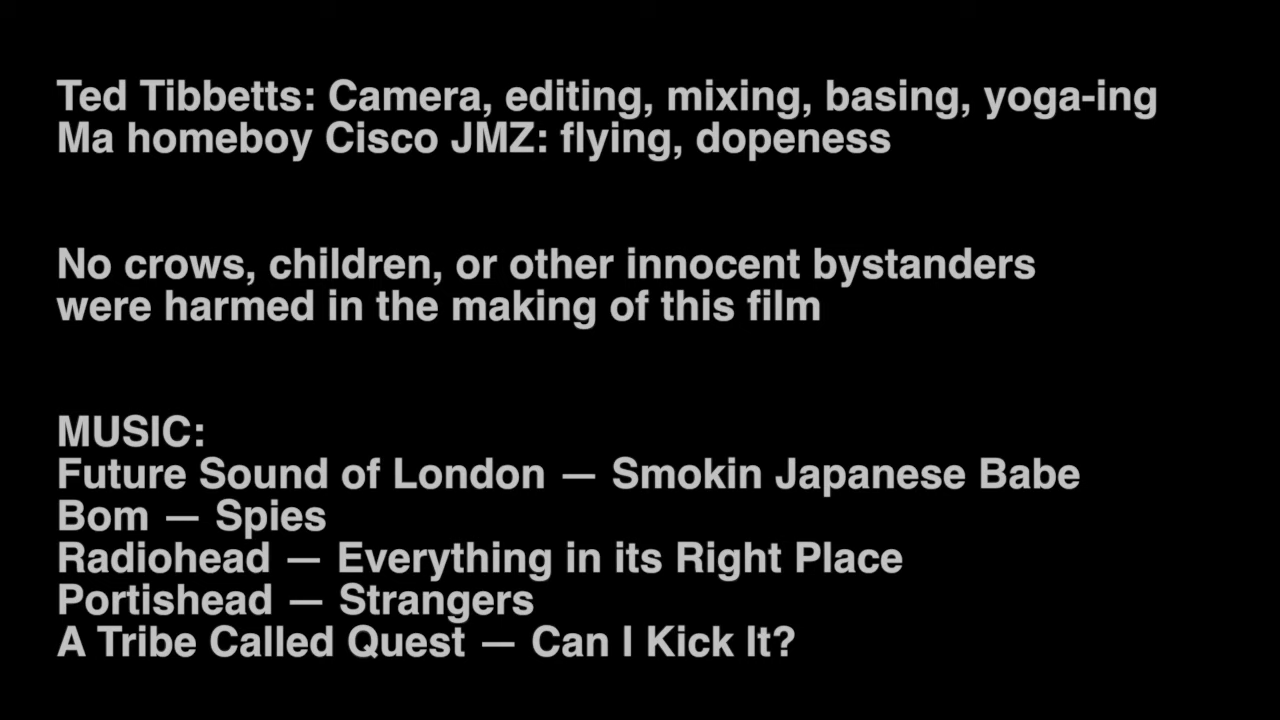 Ted Tibbetts: Camera, editing, mixing, basing, yoga-ing
Ma homeboy Cisco JMZ: flying, dopeness
No crows, children, or other innocent bystanders
were harmed in the making of this film
MUSIC:
Future Sound of London — Smokin Japanese Babe
Bom — Spies
Radiohead — Everything in its Right Place
Portishead — Strangers
A Tribe Called Quest — Can I Kick It?